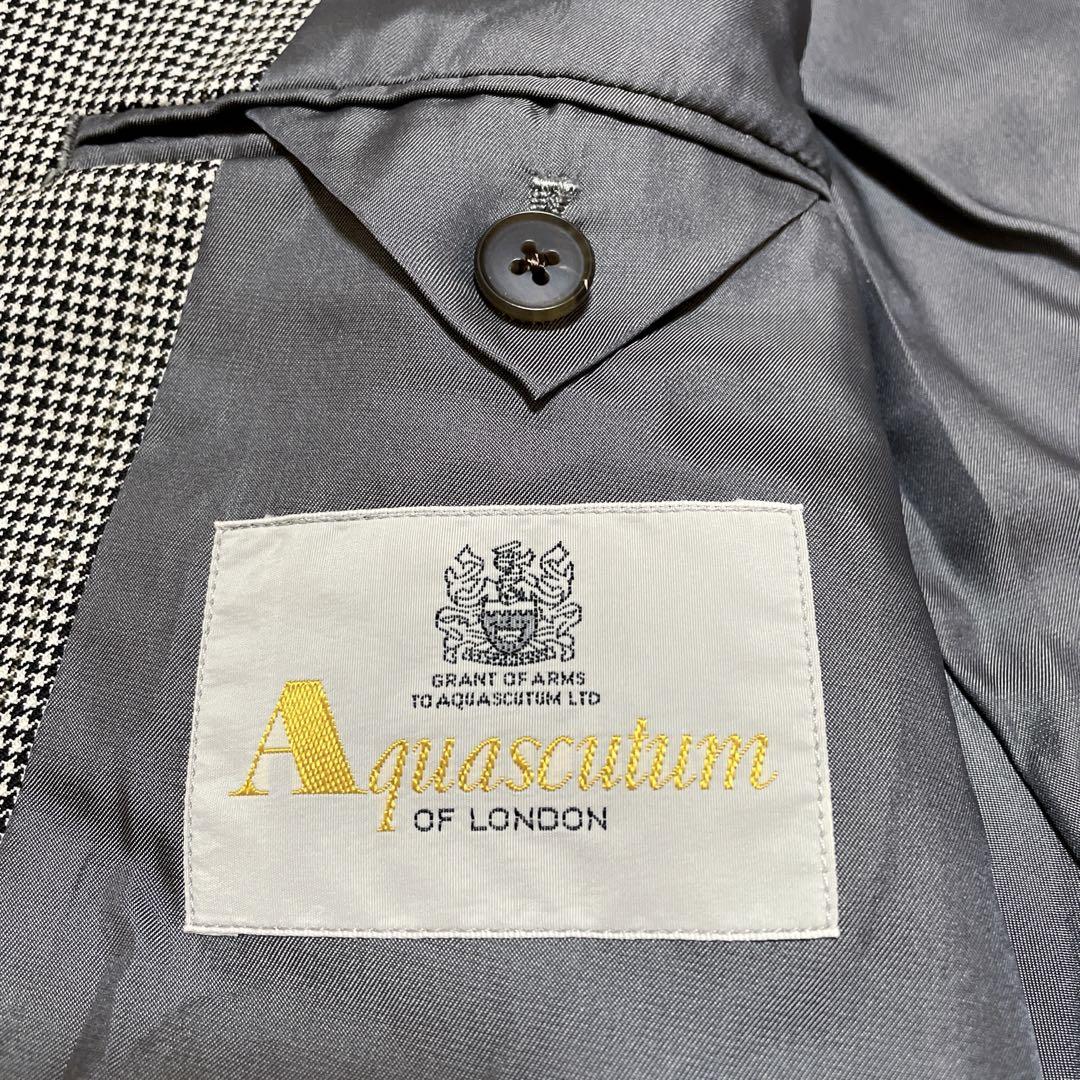 GRANT OF ARMS
TO AQUASCUTUM LTD
Aquascutum
OF LONDON